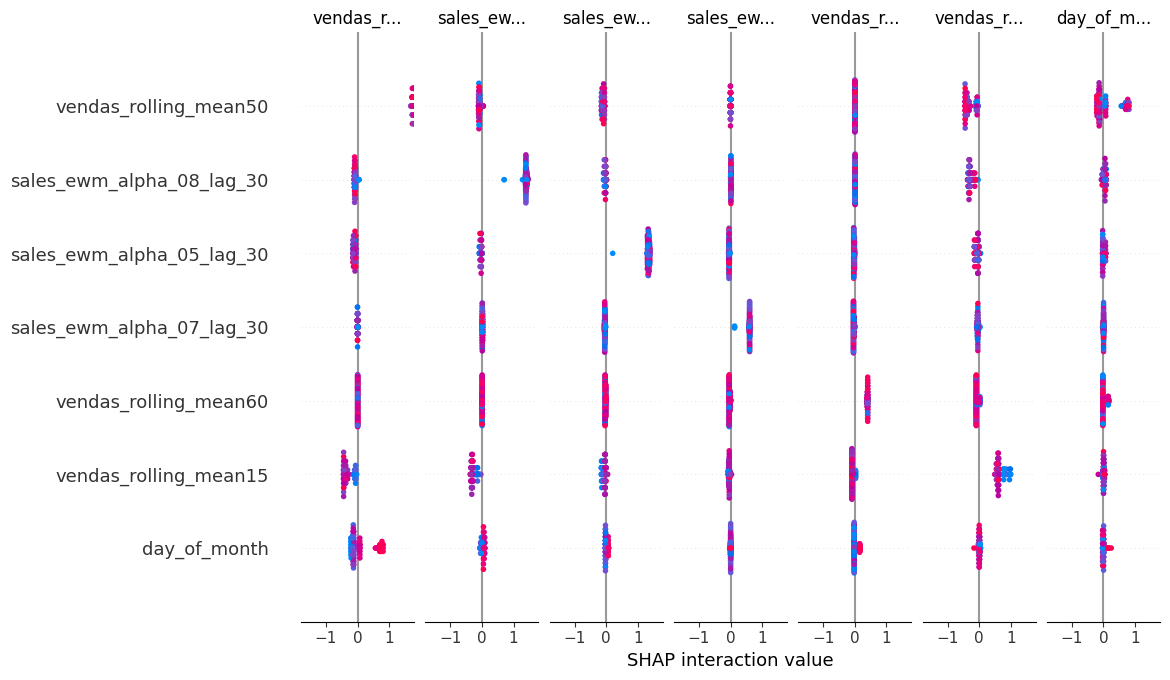 vendas_r... sales_ew... sales_ew... sales_ew... vendas_r... vendas_r... day_of_m...
vendas_rolling_mean50
sales_ewm_alpha_08_lag_30
sales_ewm_alpha_05_lag_30
sales_ewm_alpha_07_lag_30
vendas_rolling_mean60
vendas_rolling_mean15
day_of_month
−1 0 1 −1 0 1 −1 0 1 −1 0 1 −1 0 1 −1 0 1 −1 0 1
SHAP interaction value